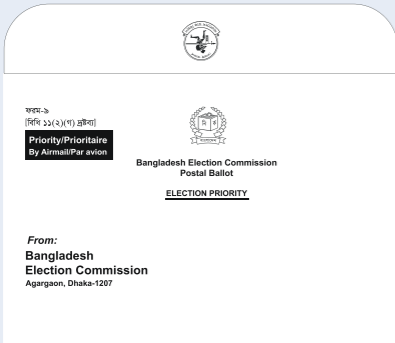 ফরম-৯
[বিধি ১১(২)(গ) দ্রষ্টব্য]
Priority/Prioritaire
By Airmail/Par avion
Bangladesh Election Commission
Postal Ballot
ELECTION PRIORITY
From:
Bangladesh
Election Commission
Agargaon, Dhaka-1207